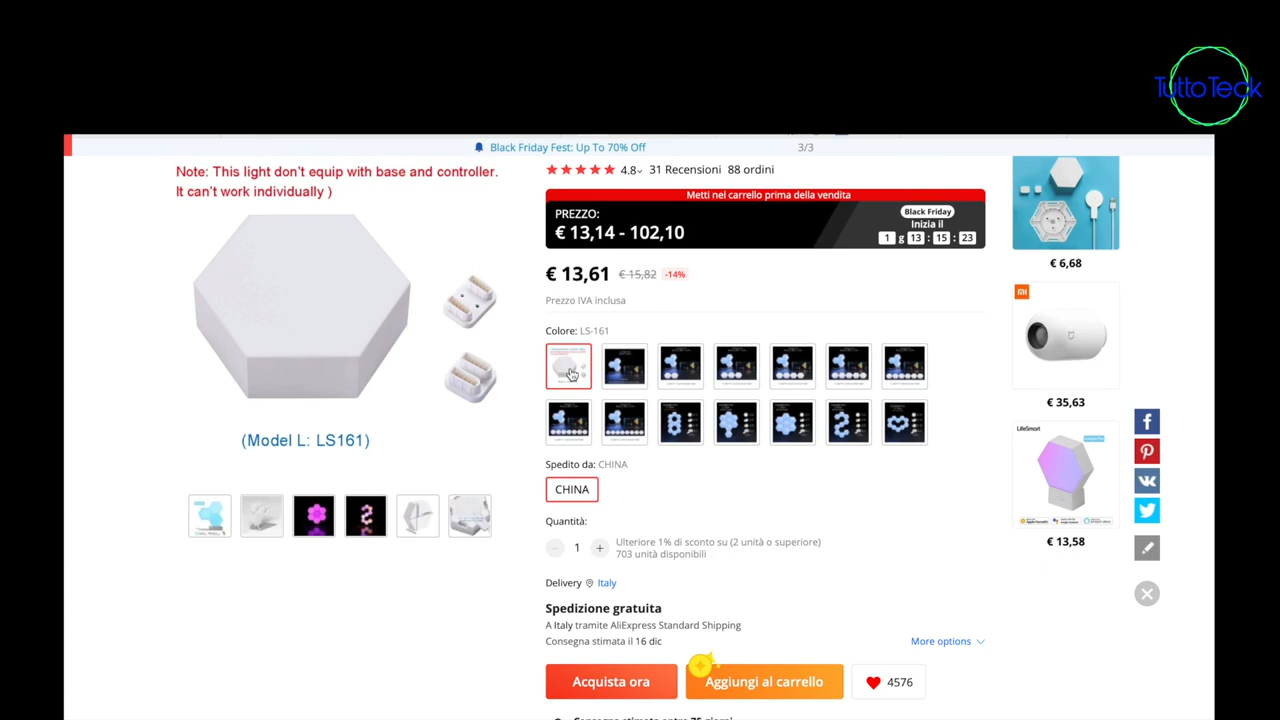 TuttoTeck
Black Friday Fest: Up To 70% Off
3/3
Note: This light don't equip with base and controller.
It can't work individually )
(Model L: LS161)
4.8 31 Recensioni 88 ordini
Metti nel carrello prima della vendita
PREZZO:
€ 13,14 - 102,10
Black Friday
Inizia il
1 g 13 : 15 : 23
€ 13,61 € 15,82 -14%
Prezzo IVA inclusa
Colore: LS-161
Spedito da: CHINA
CHINA
Quantità:
1
Ulteriore 1% di sconto su (2 unità o superiore)
703 unità disponibili
Delivery Italy
Spedizione gratuita
A Italy tramite AliExpress Standard Shipping
Consegna stimata il 16 dic
More options
Acquista ora
Aggiungi al carrello
4576
€ 6,68
mi
€ 35,63
LifeSmart
€ 13,58